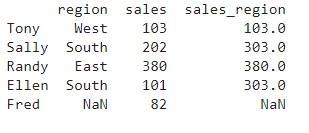 region sales sales_region
Tony West 103 103.0
Sally South 202 303.0
Randy East 380 380.0
Ellen South 101 303.0
Fred NaN 82 NaN